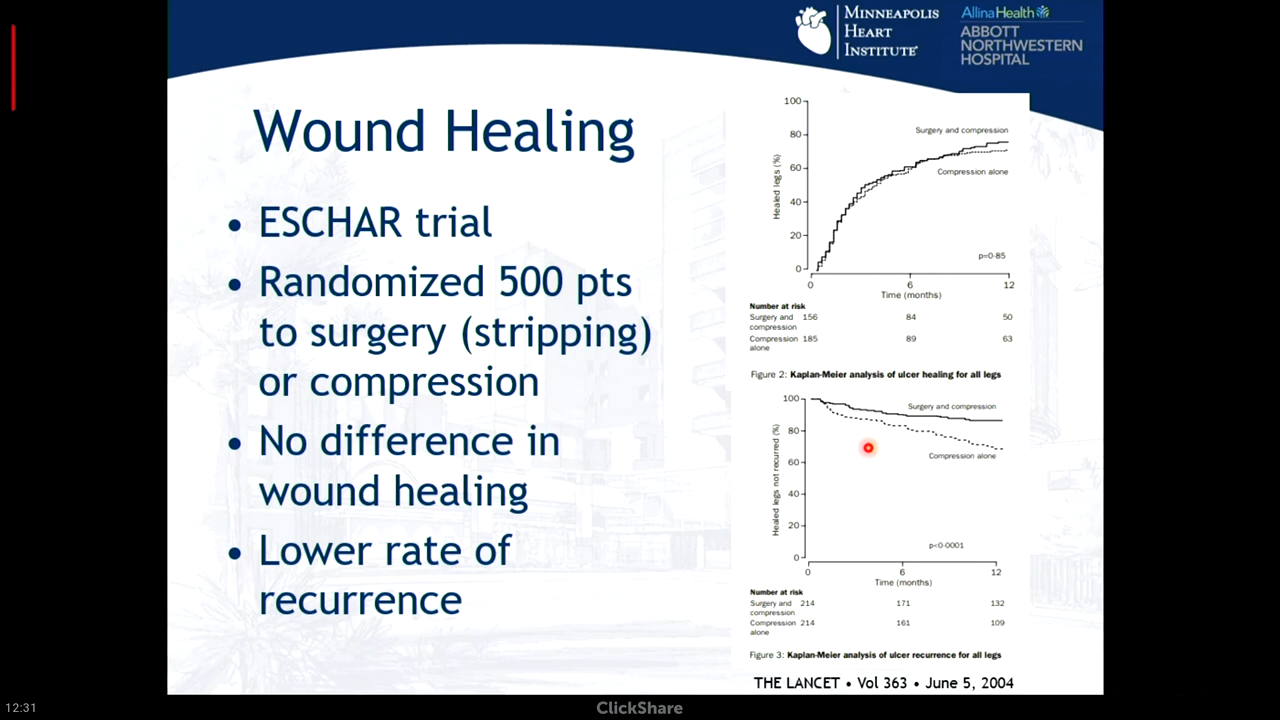 MINNEAPOLIS
HEART
INSTITUTE®
AllinaHealth
ABBOTT
NORTHWESTERN
HOSPITAL
Wound Healing
• ESCHAR trial
• Randomized 500 pts
to surgery (stripping)
or compression
• No difference in
wound healing
• Lower rate of
recurrence
100
80
60
40
20
0
Healed legs (%)
Surgery and compression
Compression alone
p=0·85
0 6 12
Time (months)
Number at risk
Surgery and 156 84 50
compression
Compression 185 89 63
alone
Figure 2: Kaplan-Meier analysis of ulcer healing for all legs
100
80
60
40
20
0
Healed legs not recurred (%)
Surgery and compression
Compression alone
p<0·0001
0 6 12
Time (months)
Number at risk
Surgery and 214 171 132
compression
Compression 214 161 109
alone
Figure 3: Kaplan-Meier analysis of ulcer recurrence for all legs
THE LANCET • Vol 363 • June 5, 2004
12:31
ClickShare